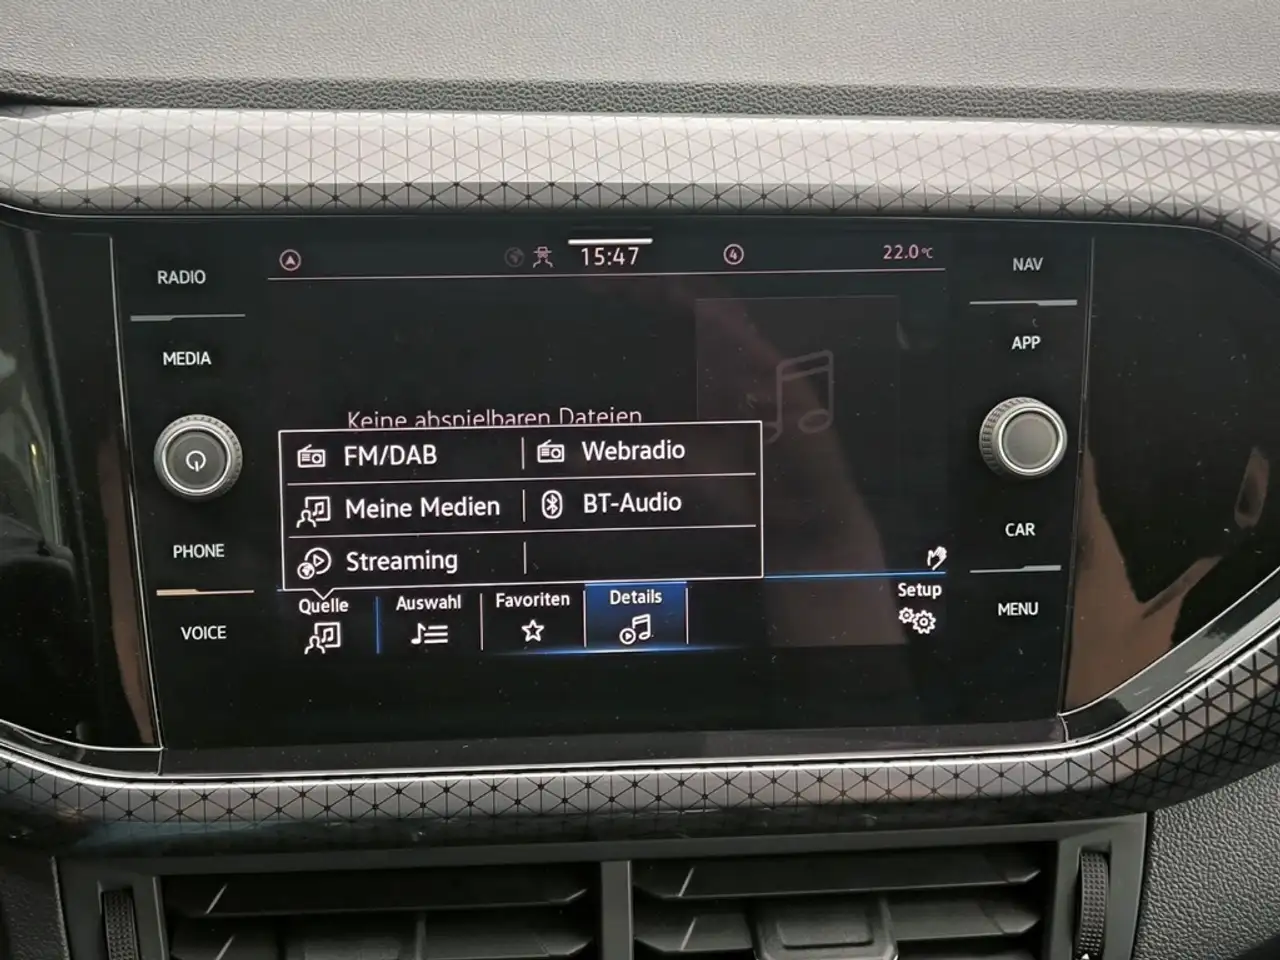 RADIO
MEDIA
PHONE
VOICE
15:47
4
22.0°C
Keine abspielbaren Dateien
FM/DAB
Webradio
Meine Medien
BT-Audio
Streaming
Quelle
Auswahl
Favoriten
Details
Setup
NAV
APP
CAR
MENU